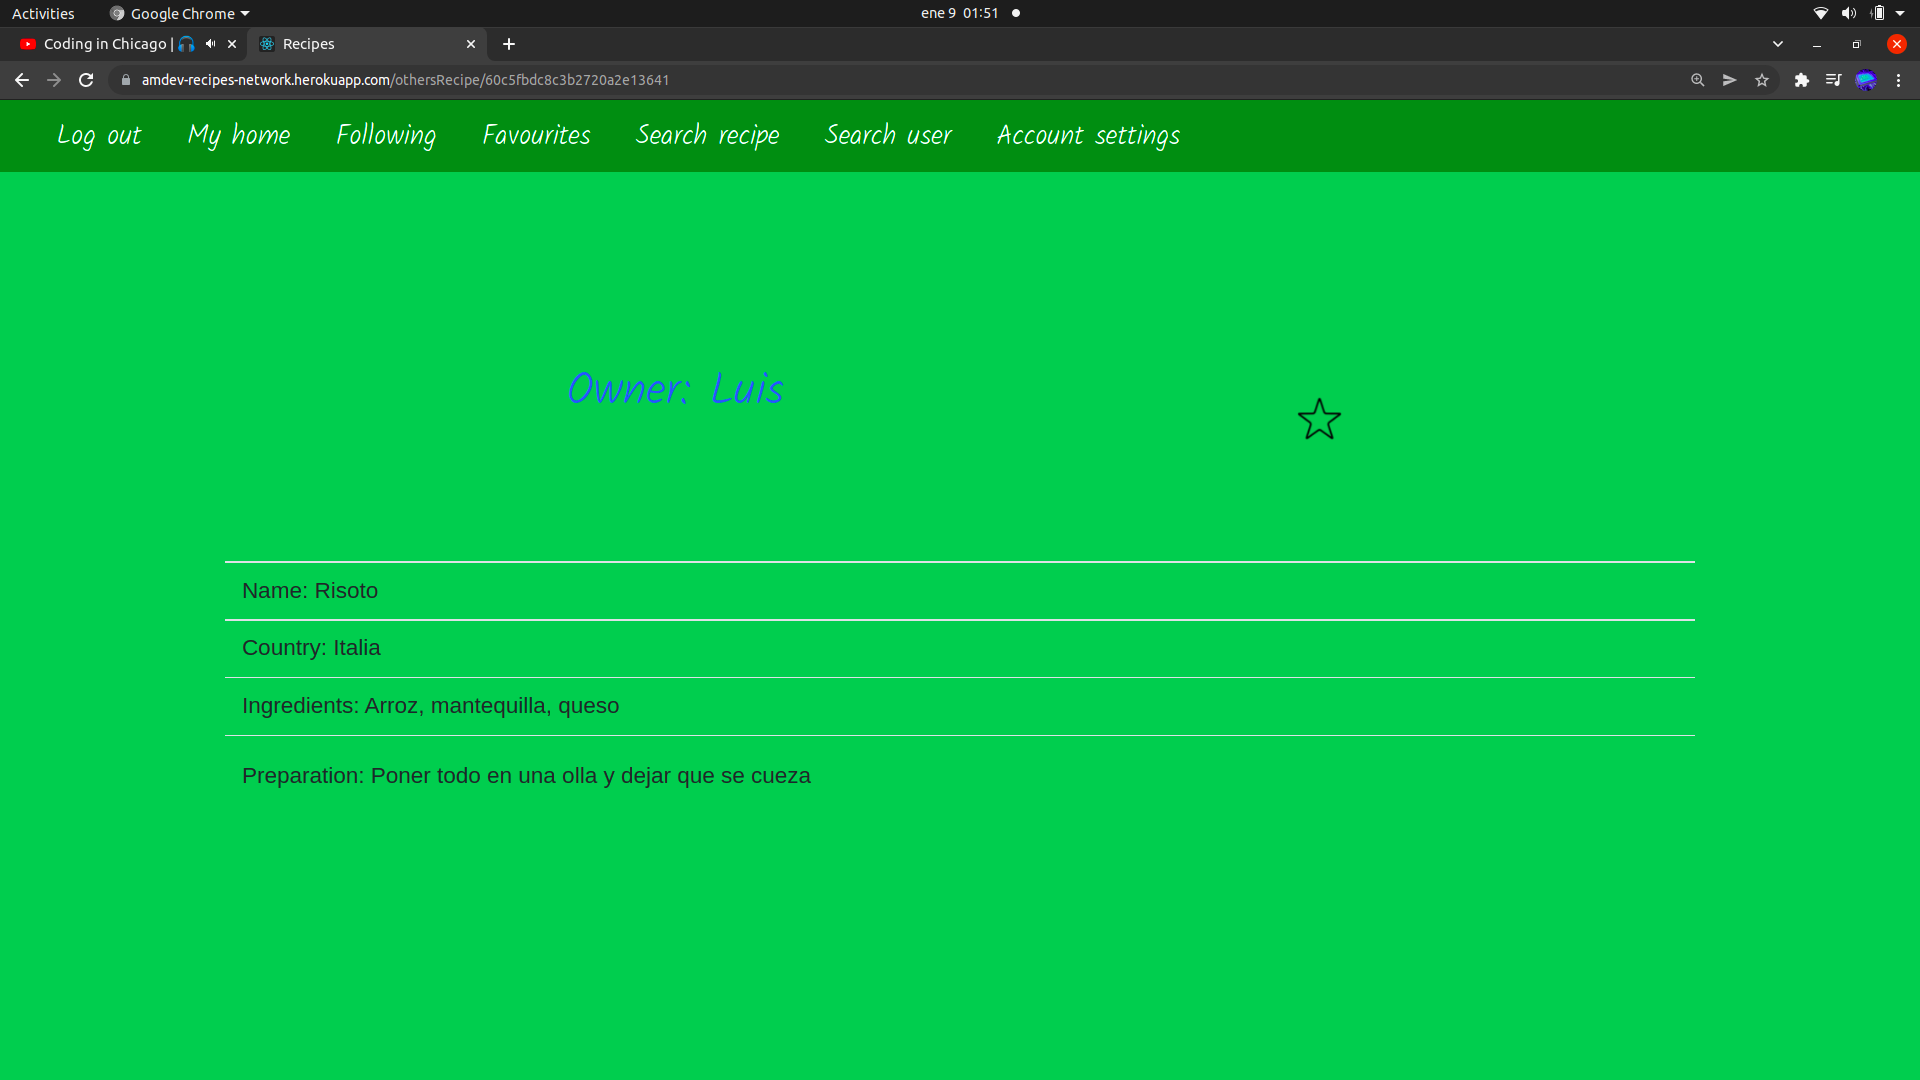 Activities Google Chrome ene 9 01:51
Coding in Chicago | Recipes
amdev-recipes-network.herokuapp.com/othersRecipe/60c5fbdc8c3b2720a2e13641
Log out My home Following Favourites Search recipe Search user Account settings
Owner: Luis
Name: Risoto
Country: Italia
Ingredients: Arroz, mantequilla, queso
Preparation: Poner todo en una olla y dejar que se cueza